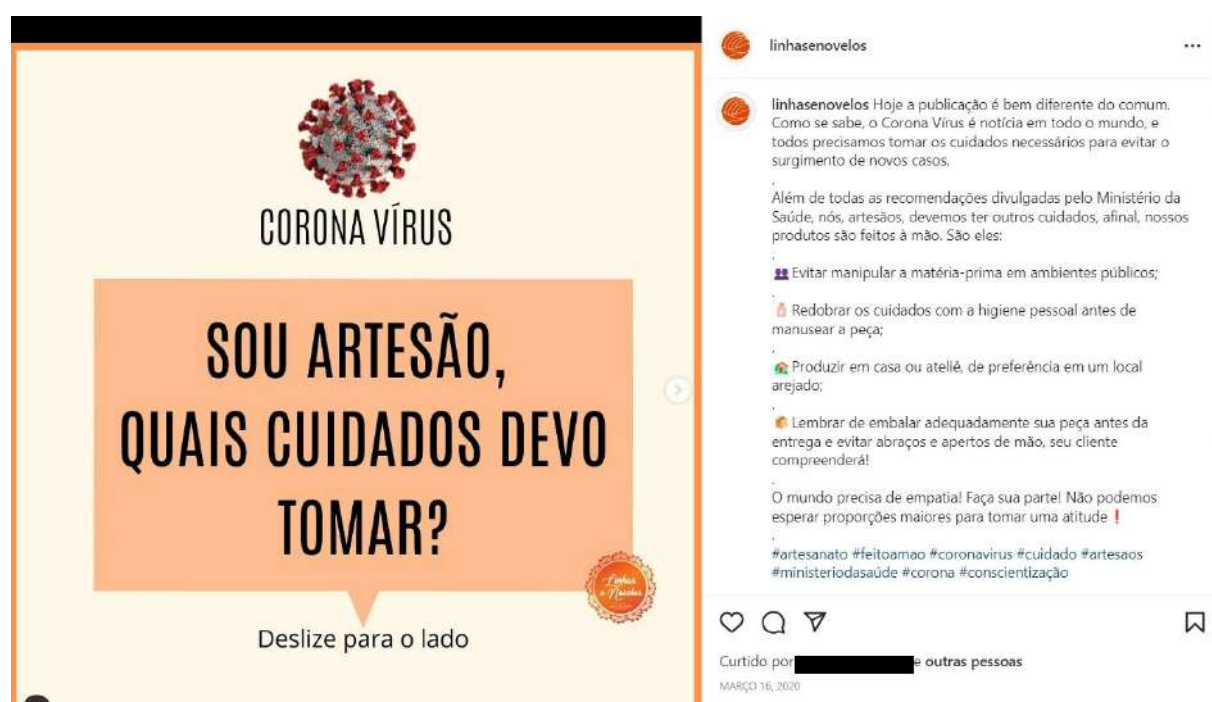 CORONA VÍRUS
SOU ARTESÃO,
QUAIS CUIDADOS DEVO
TOMAR?
Linhas
e Novelos
Deslize para o lado
linhasenovelos
linhasenovelos Hoje a publicação é bem diferente do comum.
Como se sabe, o Corona Vírus é notícia em todo o mundo, e
todos precisamos tomar os cuidados necessários para evitar o
surgimento de novos casos.
.
Além de todas as recomendações divulgadas pelo Ministério da
Saúde, nós, artesãos, devemos ter outros cuidados, afinal, nossos
produtos são feitos à mão. São eles:
.
👥 Evitar manipular a matéria-prima em ambientes públicos;
.
🧴 Redobrar os cuidados com a higiene pessoal antes de
manusear a peça;
.
🏡 Produzir em casa ou ateliê, de preferência em um local
arejado;
.
📦 Lembrar de embalar adequadamente sua peça antes da
entrega e evitar abraços e apertos de mão, seu cliente
compreenderá!
.
O mundo precisa de empatia! Faça sua parte! Não podemos
esperar proporções maiores para tomar uma atitude❗
.
#artesanato #feitoamao #coronavirus #cuidado #artesaos
#ministeriodasaúde #corona #conscientização
Curtido por e outras pessoas
MARÇO 16, 2020